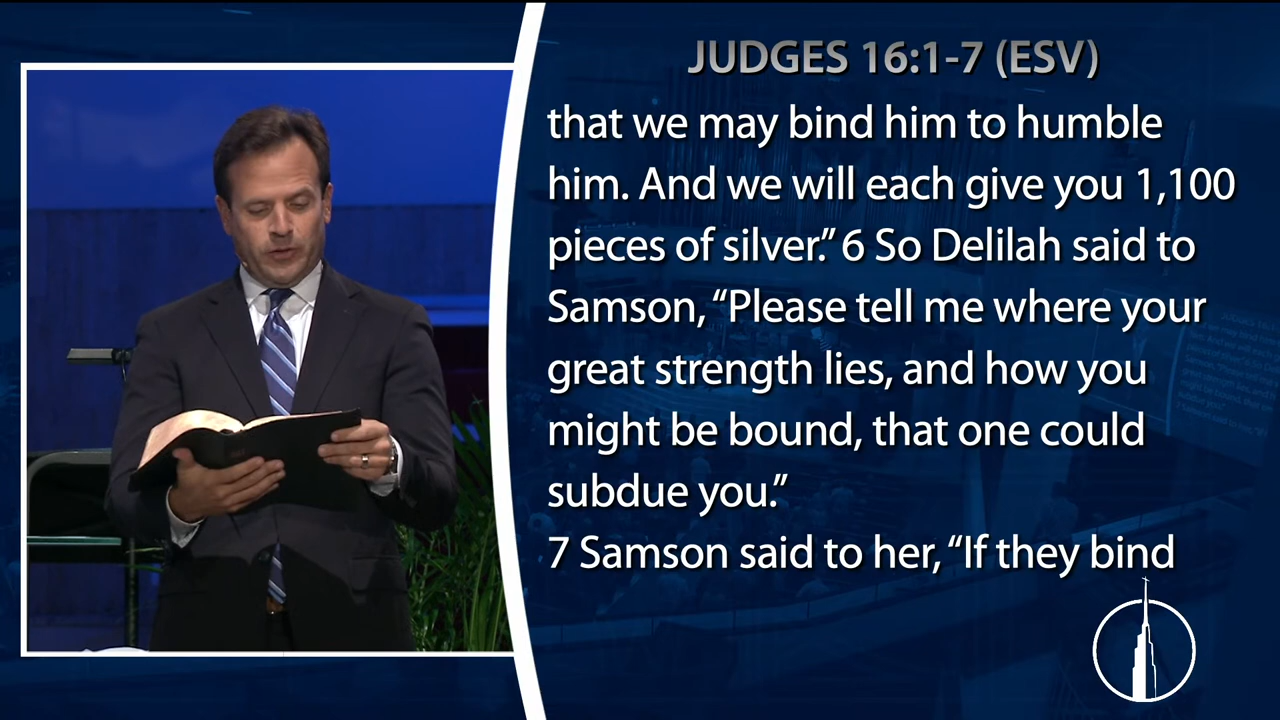 JUDGES 16:1-7 (ESV)
that we may bind him to humble
him. And we will each give you 1,100
pieces of silver.” 6 So Delilah said to
Samson, “Please tell me where your
great strength lies, and how you
might be bound, that one could
subdue you.”
7 Samson said to her, “If they bind